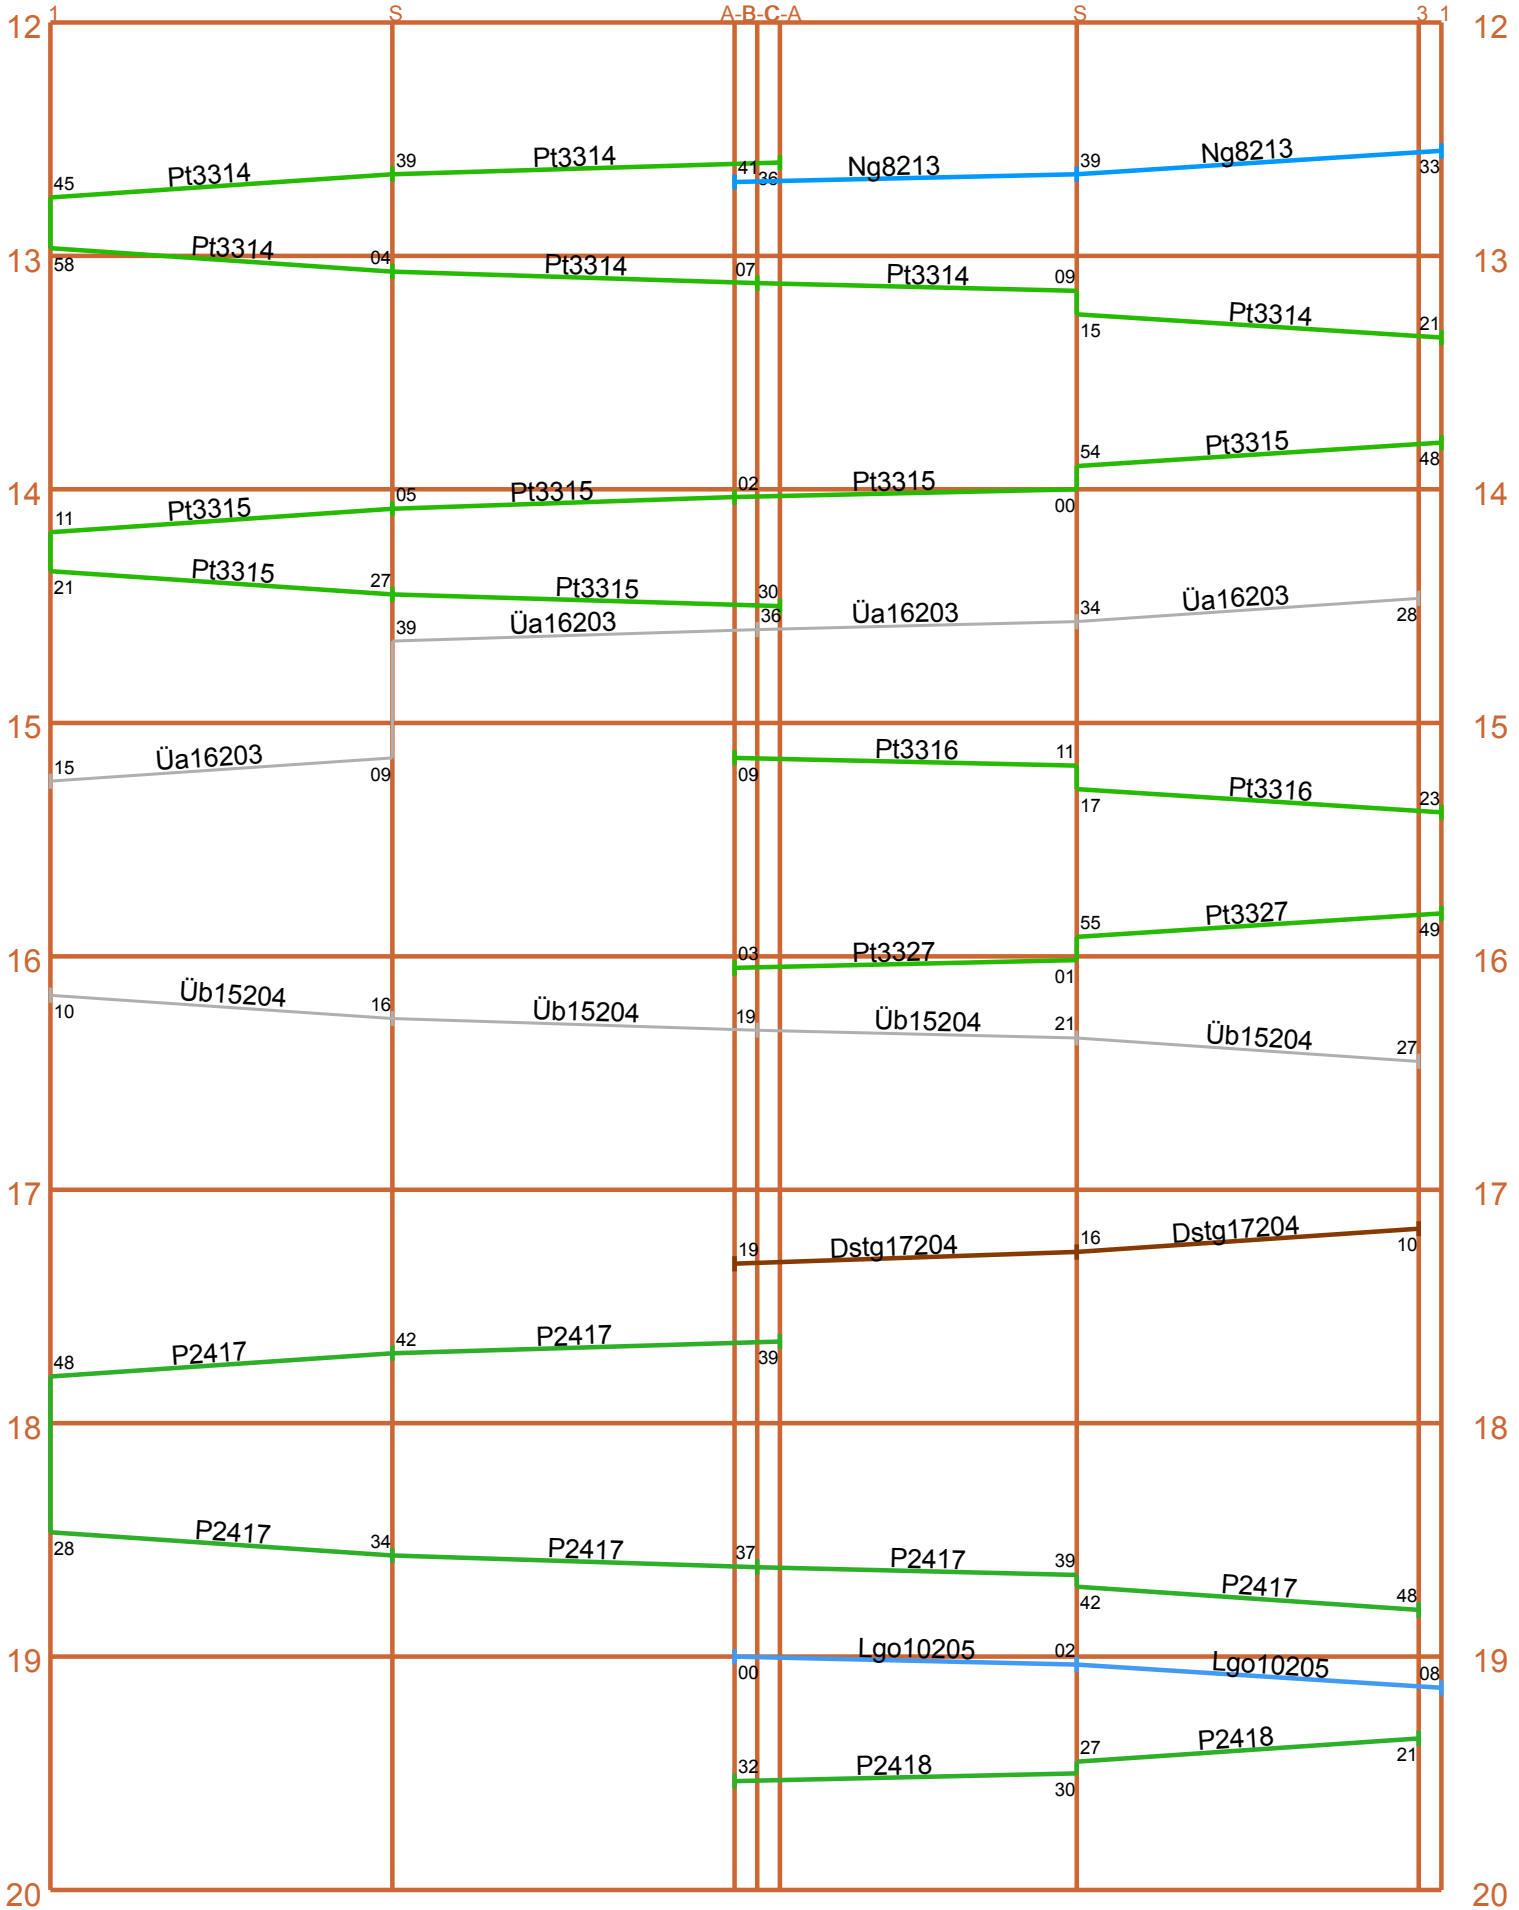 1 S A-B-C-A S 3 1
12 12
39 Pt3314 41 Ng8213 39 Ng8213 33
45 Pt3314 36
Pt3314 04 Pt3314 07 Pt3314 09
13 13
58
15 Pt3314 21
54 Pt3315 48
14 14
11 Pt3315 05 Pt3315 02 Pt3315 00
21 Pt3315 27 Pt3315 30
39 Üa16203 36 Üa16203 34 Üa16203 28
15 15
15 Üa16203 09 09 Pt3316 11
17 Pt3316 23
55 Pt3327 49
16 16
03 Pt3327 01
10 Üb15204 16 Üb15204 19 Üb15204 21 Üb15204 27
17 17
19 Dstg17204 16 Dstg17204 10
48 P2417 42 P2417 39
18 18
28 P2417 34 P2417 37 P2417 39
42 P2417 48
19 19
00 Lgo10205 02 Lgo10205 08
27 P2418 21
32 P2418 30
20 20